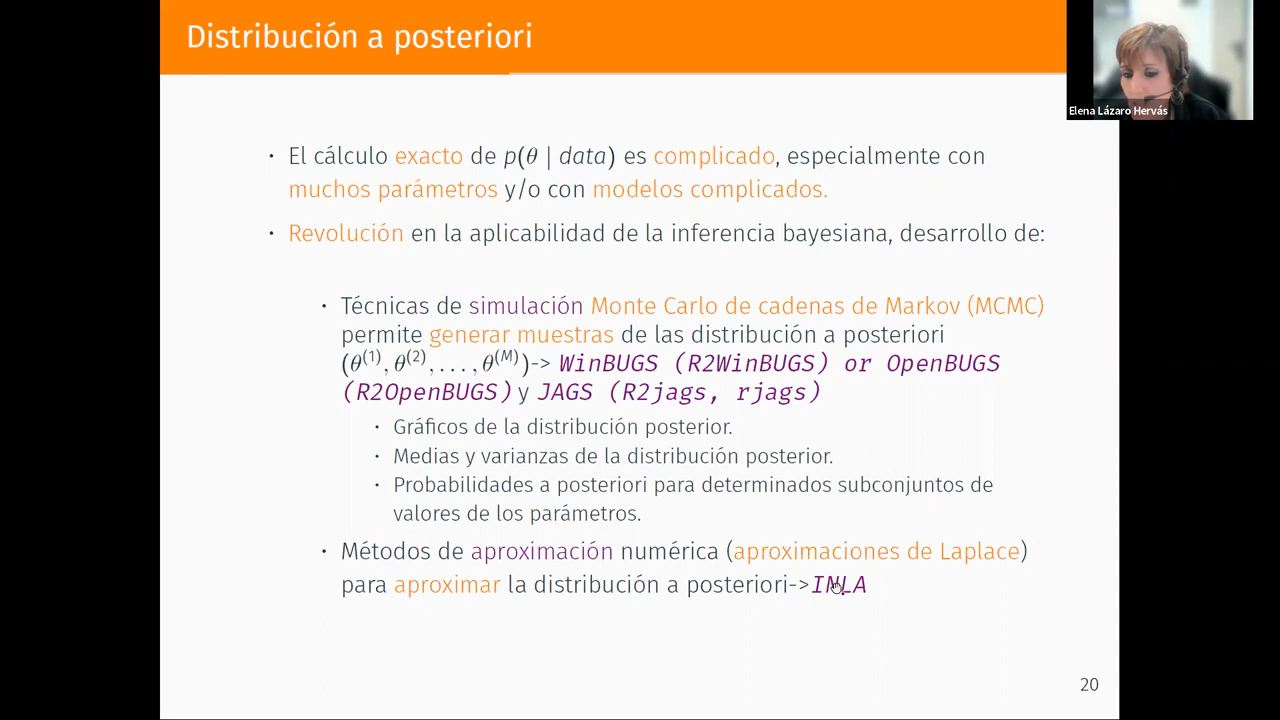 Distribución a posteriori
Elena Lázaro Hervás
· El cálculo exacto de p(θ | data) es complicado, especialmente con
muchos parámetros y/o con modelos complicados.
· Revolución en la aplicabilidad de la inferencia bayesiana, desarrollo de:
· Técnicas de simulación Monte Carlo de cadenas de Markov (MCMC)
permite generar muestras de las distribución a posteriori
(θ⁽¹⁾, θ⁽²⁾, . . . , θ⁽ᴹ⁾)-> WinBUGS (R2WinBUGS) or OpenBUGS
(R2OpenBUGS) y JAGS (R2jags, rjags)
· Gráficos de la distribución posterior.
· Medias y varianzas de la distribución posterior.
· Probabilidades a posteriori para determinados subconjuntos de
valores de los parámetros.
· Métodos de aproximación numérica (aproximaciones de Laplace)
para aproximar la distribución a posteriori->INLA
20